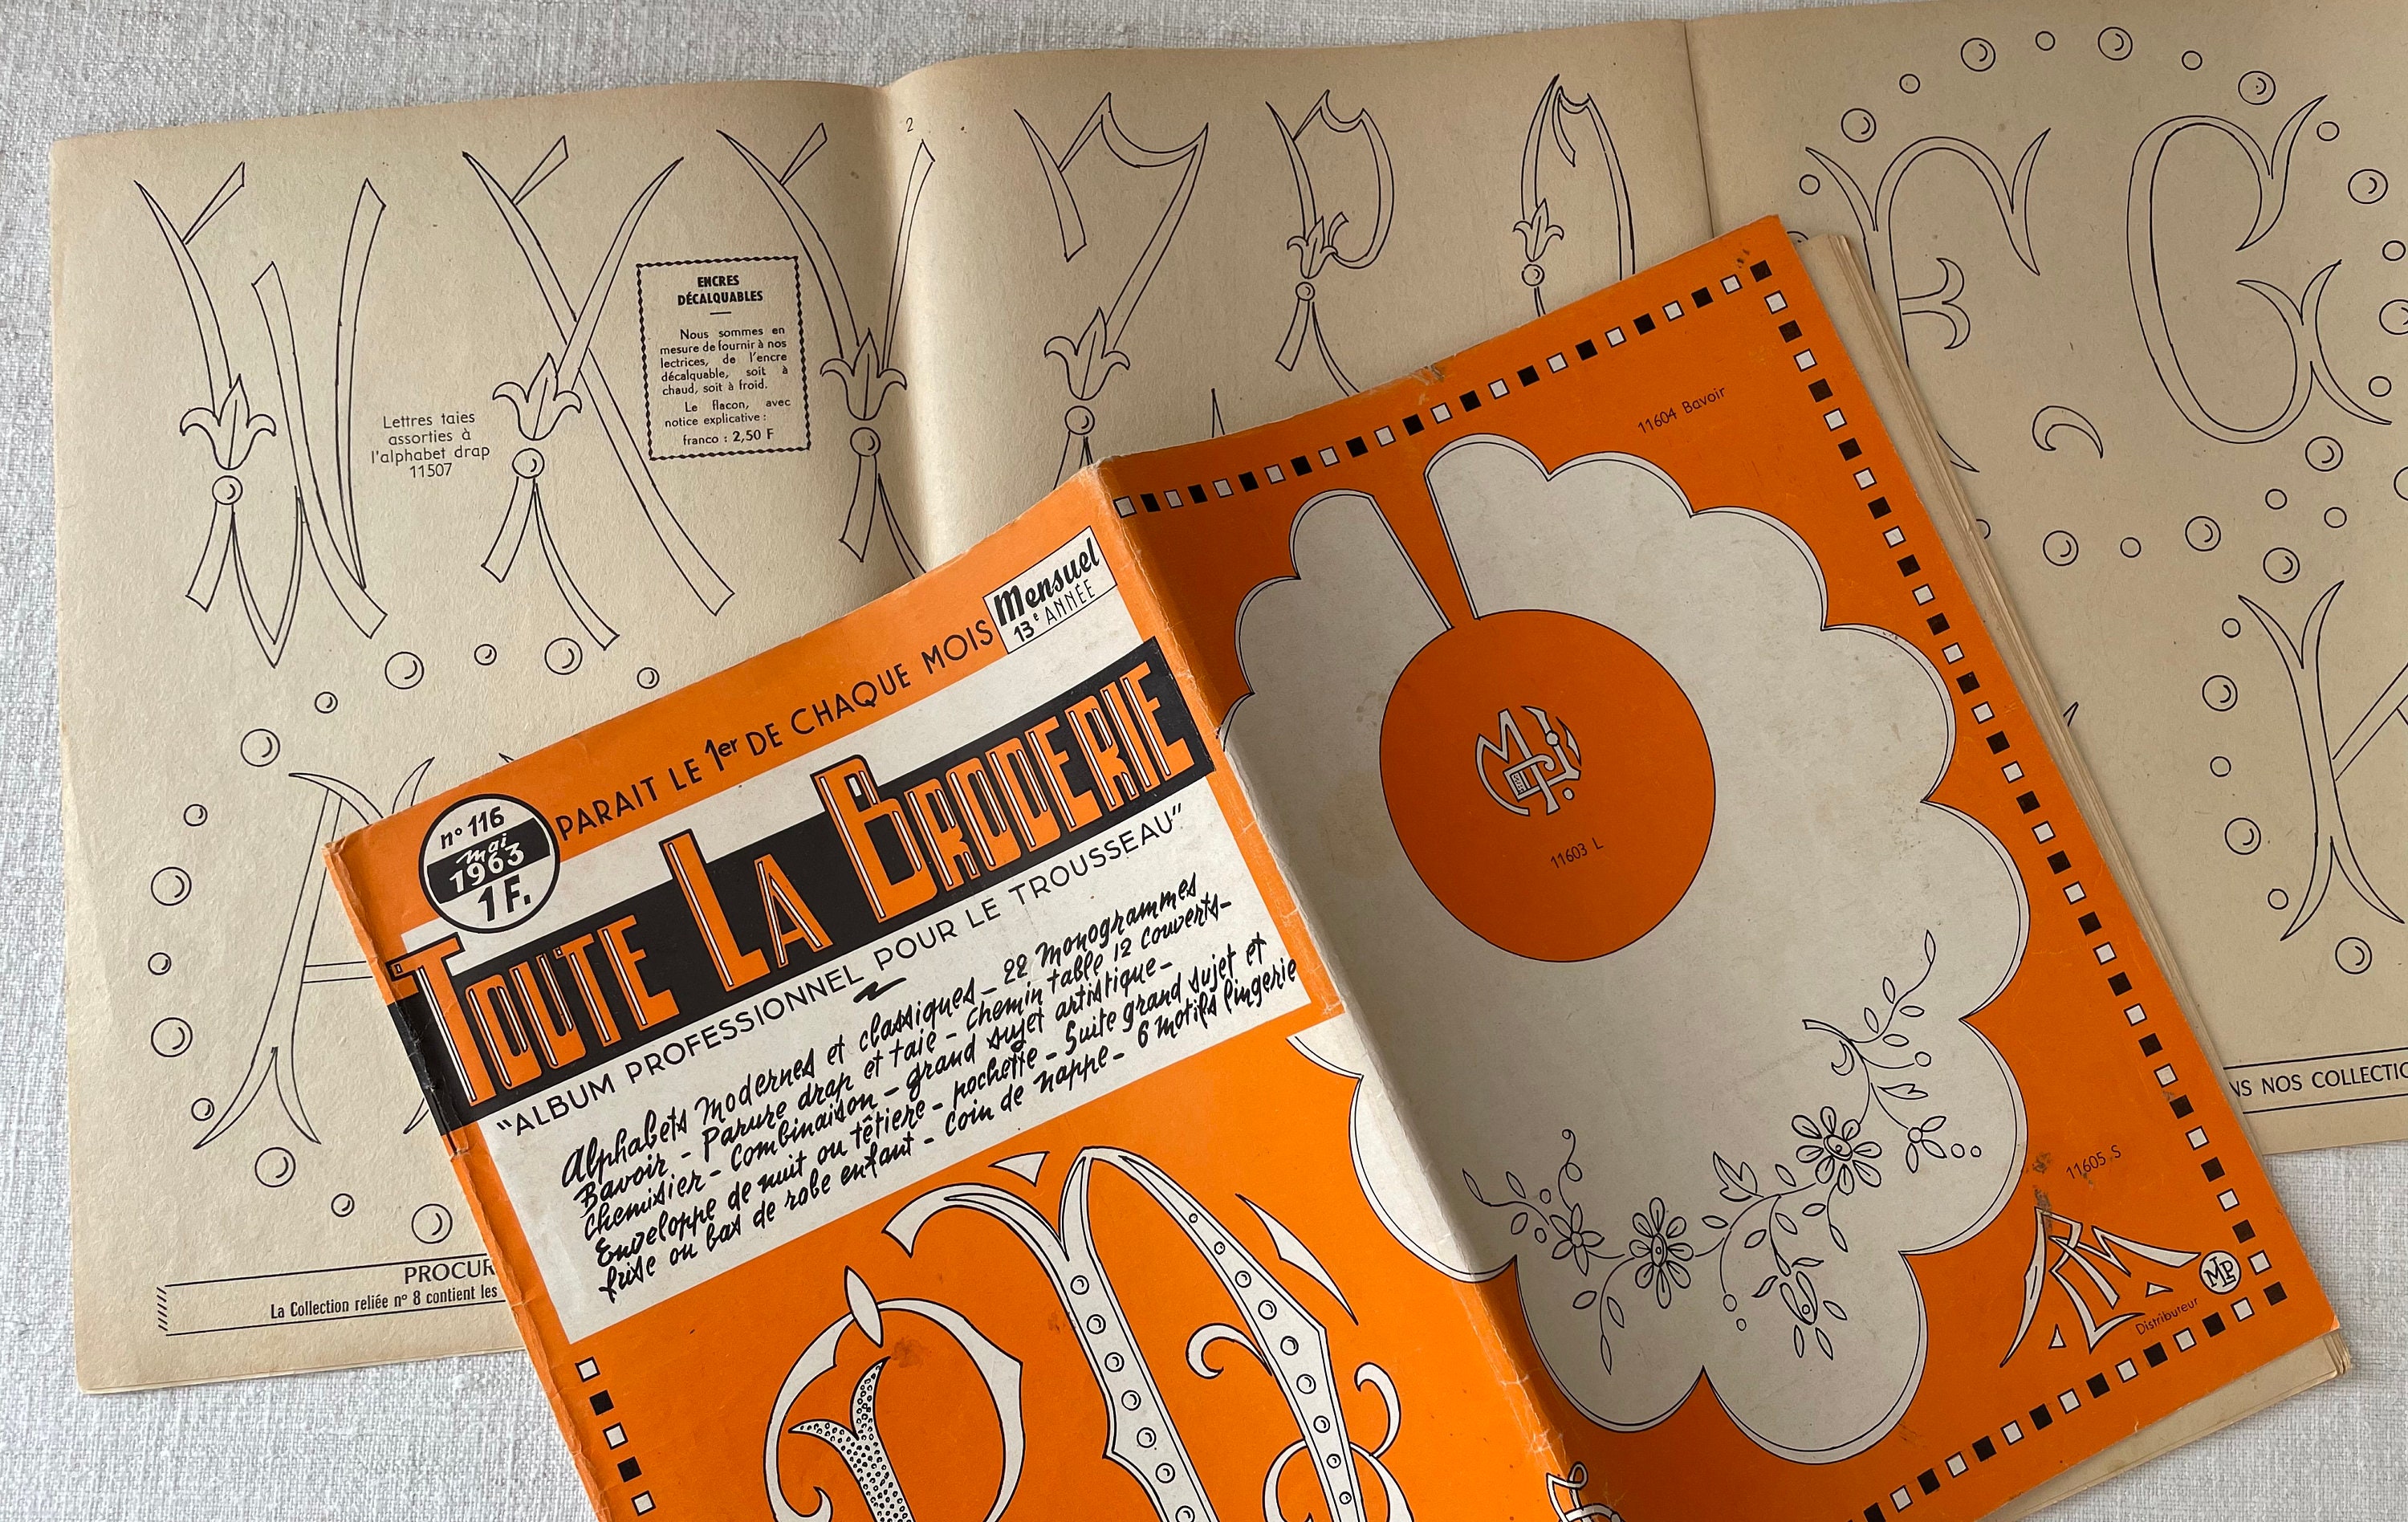 2
ENCRES
DÉCALQUABLES
Nous sommes en
mesure de fournir à nos
lectrices, de l'encre
décalquable, soit à
chaud, soit à froid.
Le flacon, avec
notice explicative :
franco : 2,50 F
Lettres taies
assorties à
l'alphabet drap
11507
PROCUR
La Collection reliée n° 8 contient les
NS NOS COLLECTIO
PARAIT LE 1er DE CHAQUE MOIS
Mensuel
13e ANNÉE
n° 116
mai
1963
1 F.
TOUTE LA BRODERIE
"ALBUM PROFESSIONNEL POUR LE TROUSSEAU"
Alphabets modernes et classiques - 22 monogrammes
Bavoir - Parure drap et taie - chemin table 12 couverts -
Chemisier - Combinaison - grand sujet artistique -
Enveloppe de nuit ou têtière - pochette - Suite grand sujet et
frise ou bas de robe enfant - coin de nappe - 6 motifs lingerie
11604 Bavoir
11603 L
11605 S
MJP
Distributeur